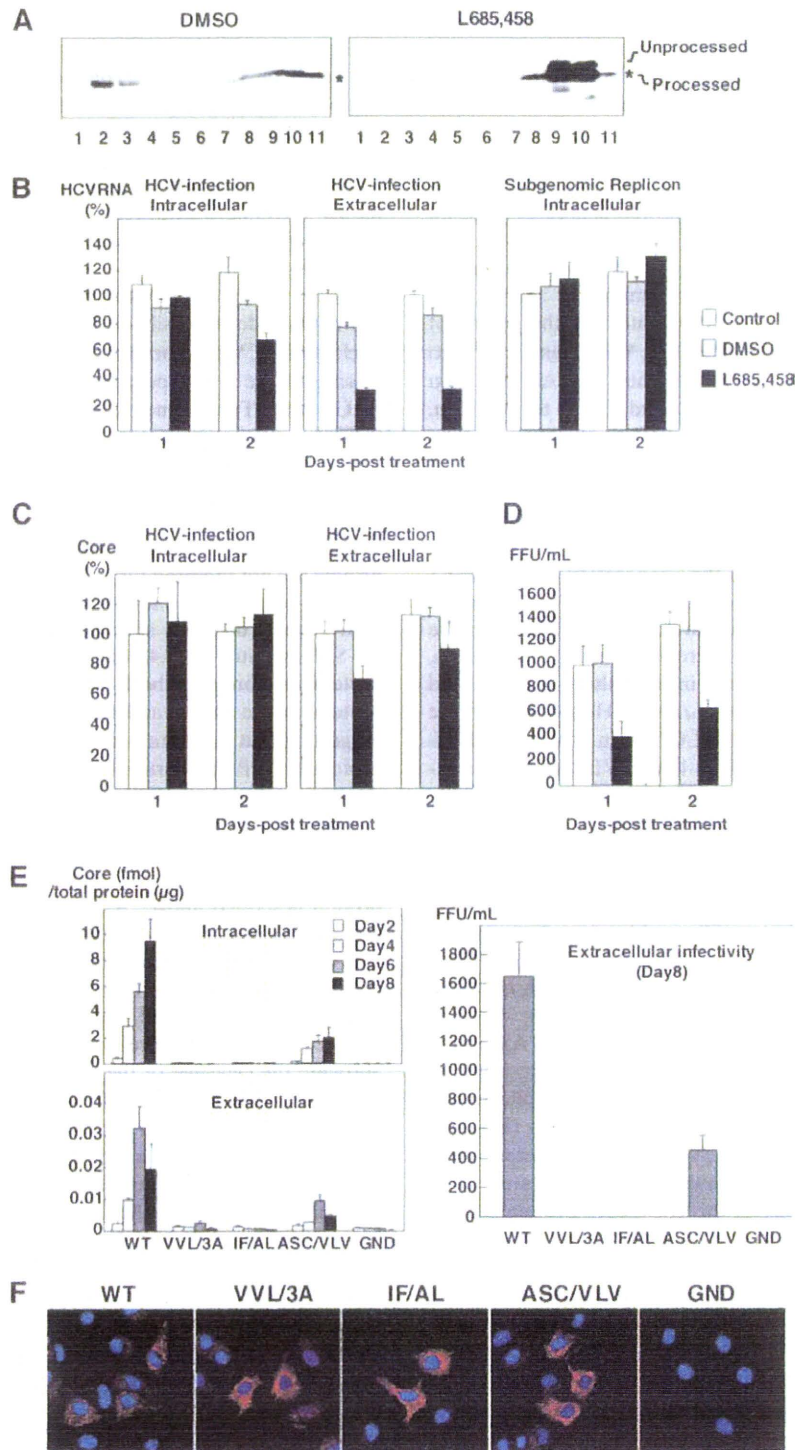 A
DMSO L685,458
Unprocessed
* * Processed
1 2 3 4 5 6 7 8 9 10 11 1 2 3 4 5 6 7 8 9 10 11
B
HCVRNA (%)
HCV-infection Intracellular
HCV-infection Extracellular
Subgenomic Replicon Intracellular
140
120
100
80
60
40
20
0
Control
DMSO
L685,458
1 2 1 2 1 2
Days-post treatment
C
Core (%)
HCV-infection Intracellular
HCV-infection Extracellular
120
100
80
60
40
20
0
1 2 1 2
Days-post treatment
D
FFU/mL
1600
1400
1200
1000
800
600
400
200
0
1 2
Days-post treatment
E
Core (fmol)
/total protein (µg)
Intracellular
10
8
6
4
2
0
Day2
Day4
Day6
Day8
Extracellular
0.04
0.03
0.02
0.01
0
WT VVL/3A IF/AL ASC/VLV GND
FFU/mL
Extracellular infectivity
(Day8)
1800
1600
1400
1200
1000
800
600
400
200
0
WT VVL/3A IF/AL ASC/VLV GND
F
WT VVL/3A IF/AL ASC/VLV GND